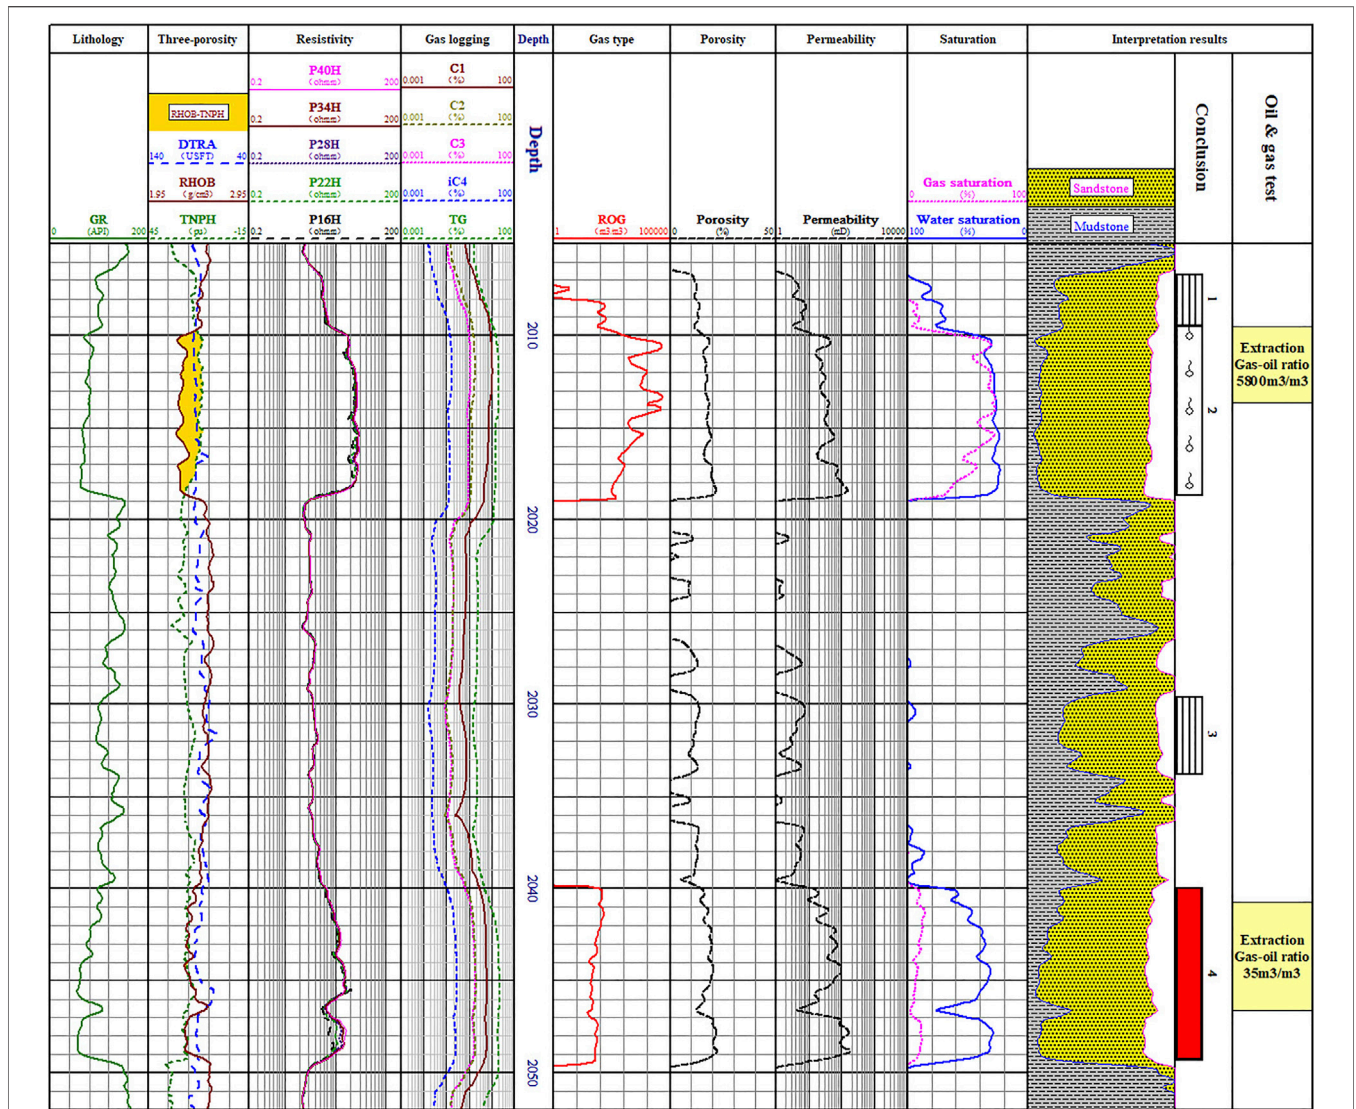 Lithology Three-porosity Resistivity Gas logging Depth Gas type Porosity Permeability Saturation Interpretation results
P40H
0.2 (ohmm) 200
C1
0.001 (%) 100
RHOB-TNPH
P34H
0.2 (ohmm) 200
C2
0.001 (%) 100
DTRA
140 (USFT) 40
P28H
0.2 (ohmm) 200
C3
0.001 (%) 100
RHOB
1.95 (g/cm3) 2.95
P22H
0.2 (ohmm) 200
iC4
0.001 (%) 100
GR
0 (API) 200
TNPH
45 (pu) -15
P16H
0.2 (ohmm) 200
TG
0.001 (%) 100
Depth
ROG
1 (m3m3) 100000
Porosity
0 (%) 50
Permeability
1 (mD) 10000
Gas saturation
0 (%) 100
Water saturation
100 (%) 0
Sandstone
Mudstone
Conclusion
Oil & gas test
2010
2020
2030
2040
2050
1
2
3
4
Extraction
Gas-oil ratio
5800m3/m3
Extraction
Gas-oil ratio
35m3/m3